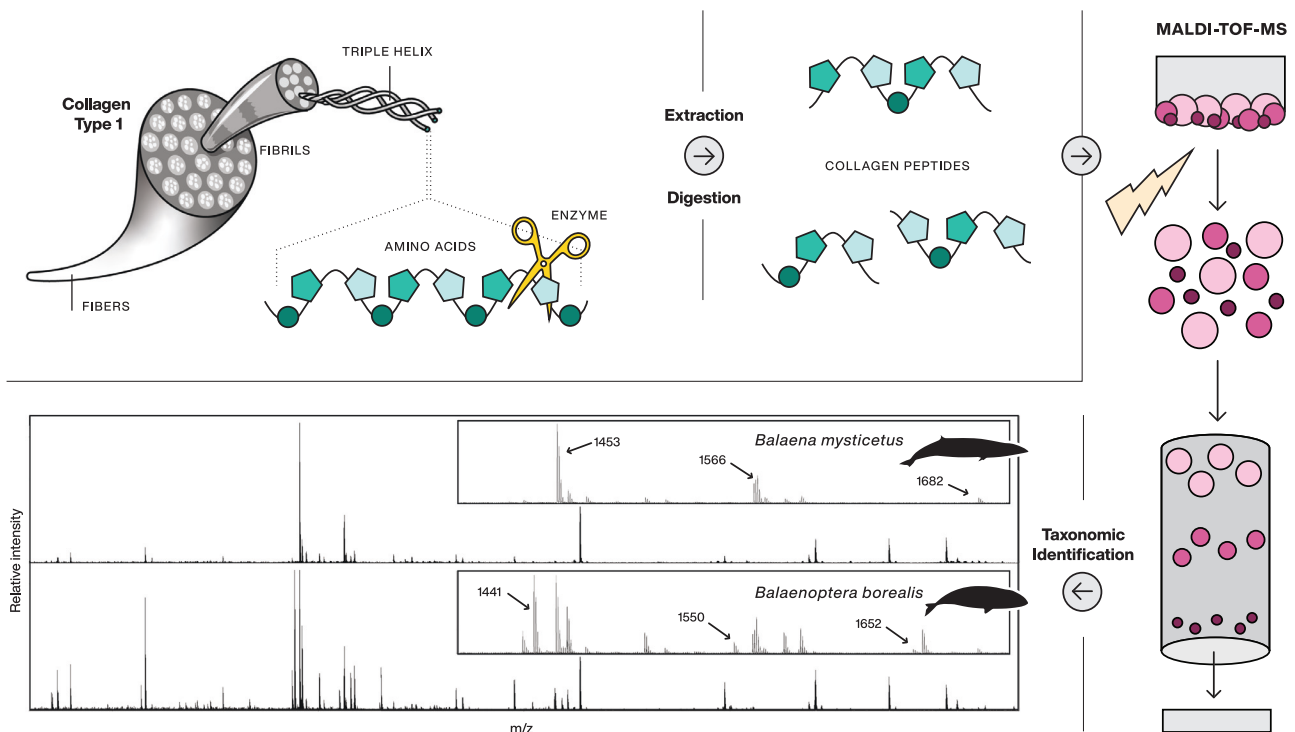 TRIPLE HELIX
Collagen
Type 1
FIBRILS
FIBERS
AMINO ACIDS
ENZYME
Extraction
Digestion
COLLAGEN PEPTIDES
MALDI-TOF-MS
Taxonomic
Identification
Relative intensity
Balaena mysticetus
1453
1566
1682
Balaenoptera borealis
1441
1550
1652
m/z